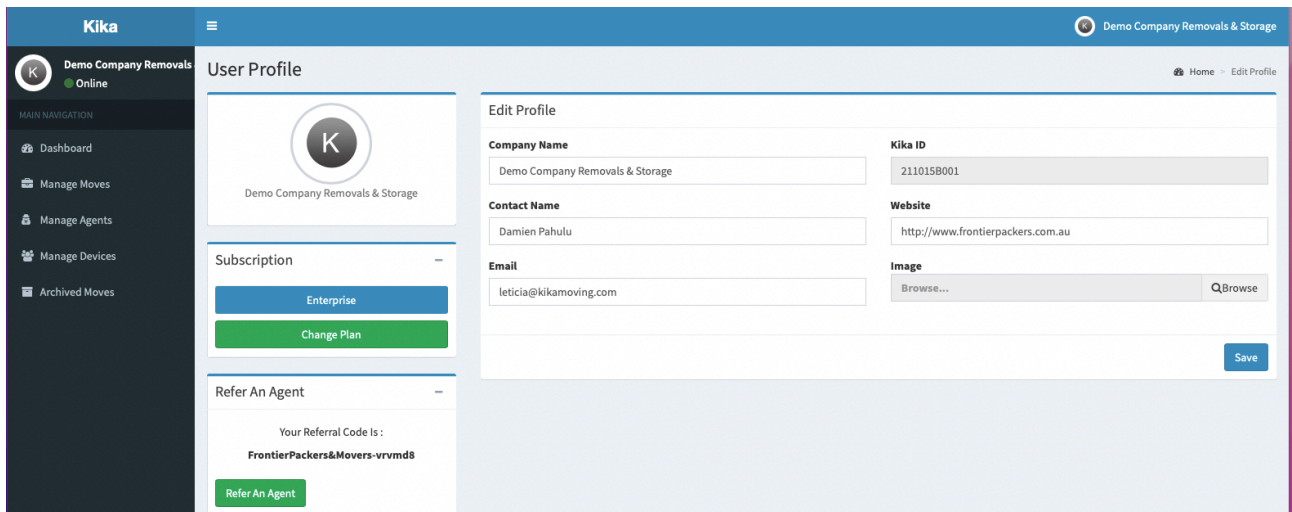 Kika
Demo Company Removals & Storage
Demo Company Removals
Online
MAIN NAVIGATION
Dashboard
Manage Moves
Manage Agents
Manage Devices
Archived Moves
User Profile
Home > Edit Profile
K
Demo Company Removals & Storage
Subscription
Enterprise
Change Plan
Refer An Agent
Your Referral Code Is :
FrontierPackers&Movers-vrvmd8
Refer An Agent
Edit Profile
Company Name
Demo Company Removals & Storage
Kika ID
211015B001
Contact Name
Damien Pahulu
Website
http://www.frontierpackers.com.au
Email
leticia@kikamoving.com
Image
Browse...
Browse
Save